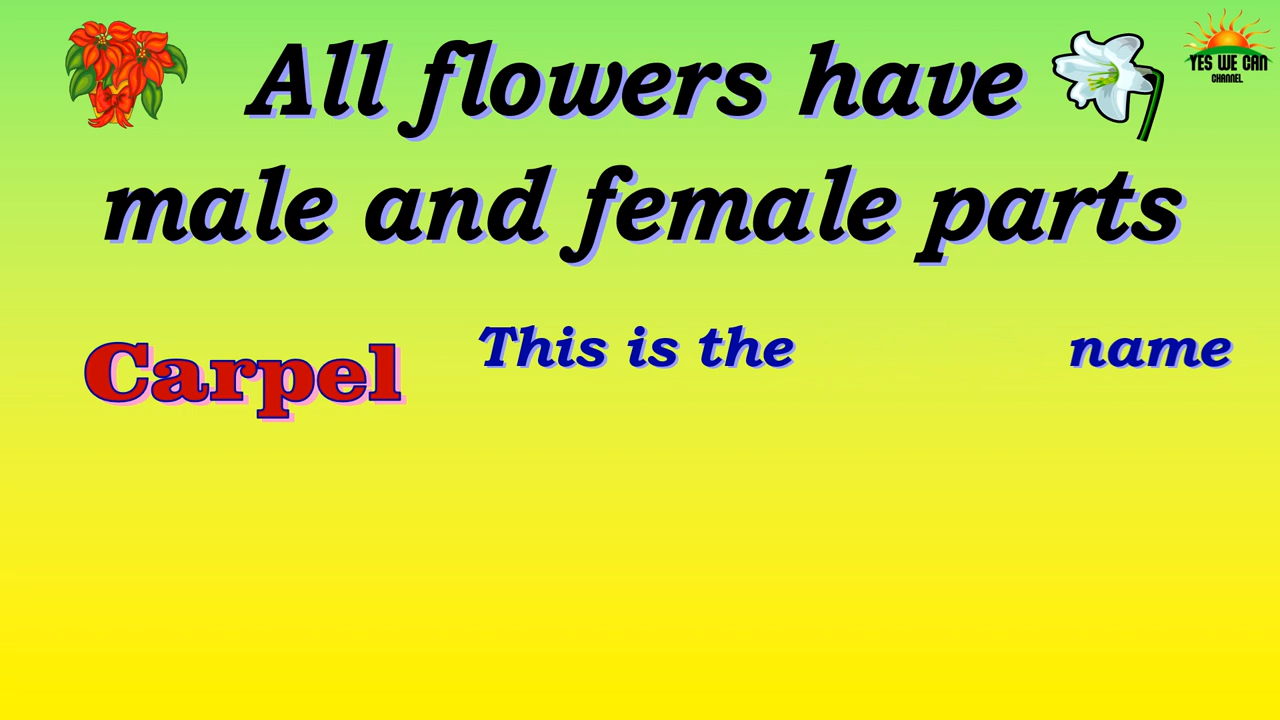 All flowers have
male and female parts
YES WE CAN
CHANNEL
Carpel
This is the name